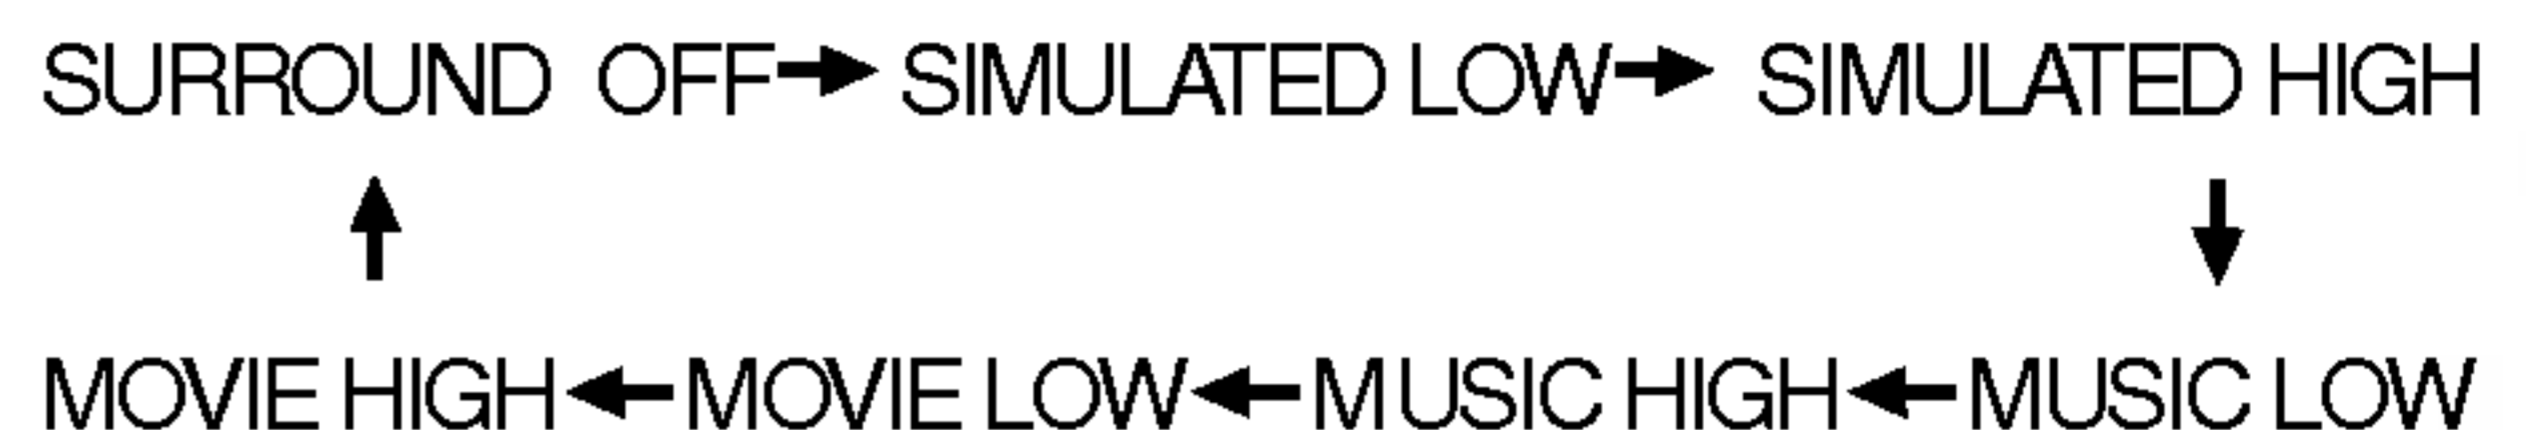 SURROUND OFF SIMULATED LOW SIMULATED HIGH
MOVIE HIGH MOVIE LOW MUSIC HIGH MUSIC LOW